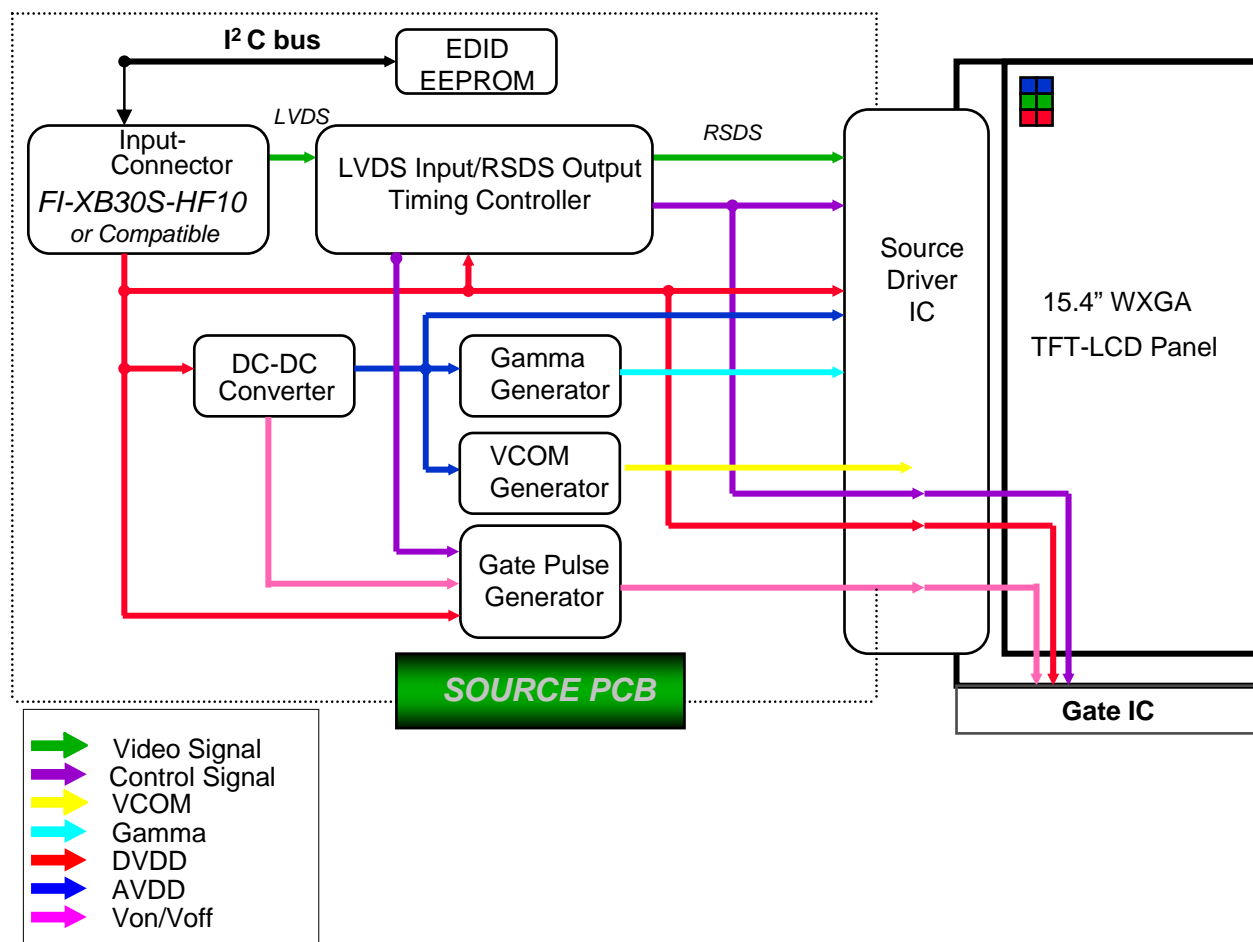 I² C bus
EDID
EEPROM
LVDS
RSDS
Input-
Connector
FI-XB30S-HF10
or Compatible
LVDS Input/RSDS Output
Timing Controller
Source
Driver
IC
15.4” WXGA
TFT-LCD Panel
DC-DC
Converter
Gamma
Generator
VCOM
Generator
Gate Pulse
Generator
SOURCE PCB
Gate IC
Video Signal
Control Signal
VCOM
Gamma
DVDD
AVDD
Von/Voff